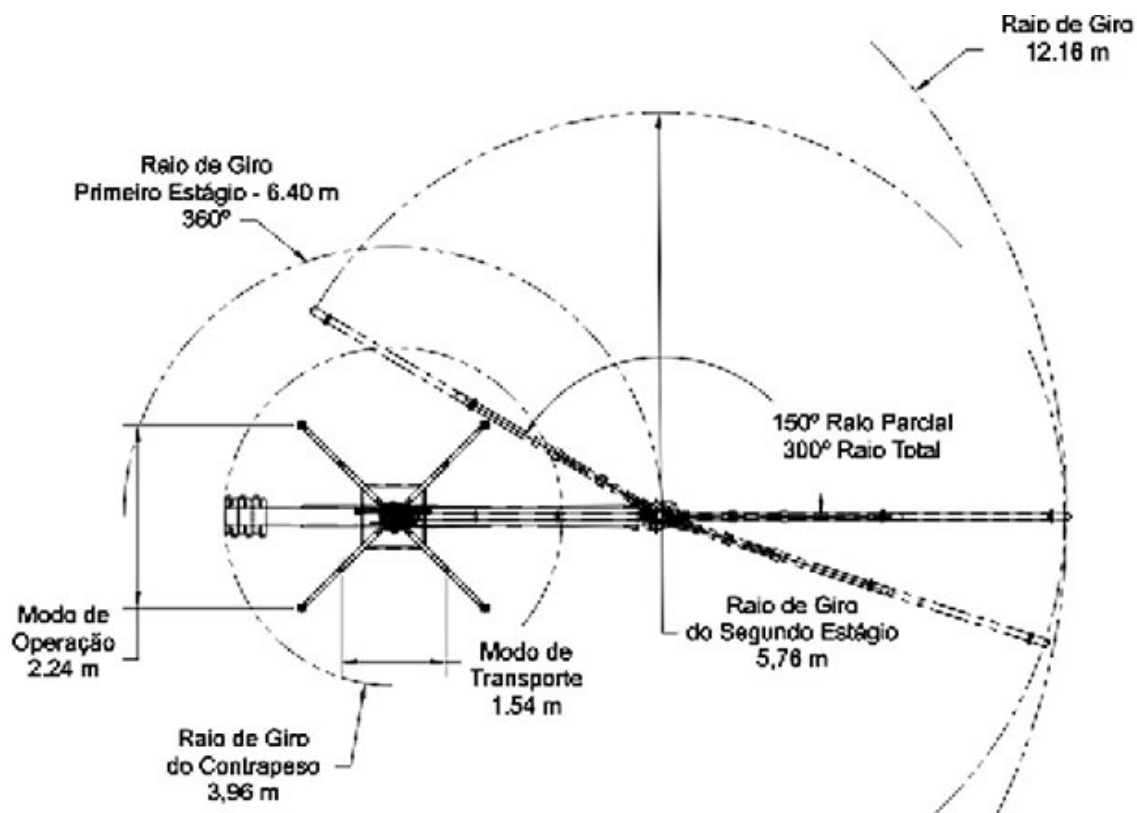 Raio de Giro
12.16 m
Raio de Giro
Primeiro Estágio - 6.40 m
360º
150º Raio Parcial
300º Raio Total
Modo de
Operação
2.24 m
Modo de
Transporte
1.54 m
Raio de Giro
do Segundo Estágio
5,76 m
Raio de Giro
do Contrapeso
3,96 m